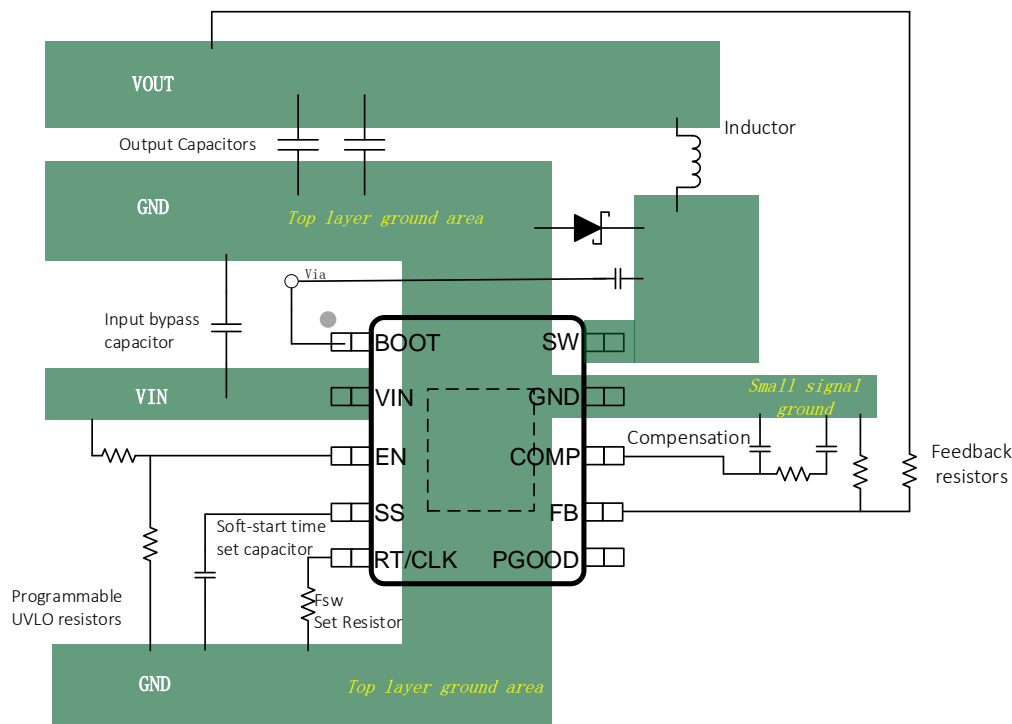 VOUT
Inductor
Output Capacitors
GND
Top layer ground area
Via
Input bypass
capacitor
BOOT
SW
VIN
VIN
GND
Small signal
ground
EN
COMP
Compensation
Feedback
resistors
SS
FB
Soft-start time
set capacitor
RT/CLK
PGOOD
Programmable
UVLO resistors
Fsw
Set Resistor
GND
Top layer ground area